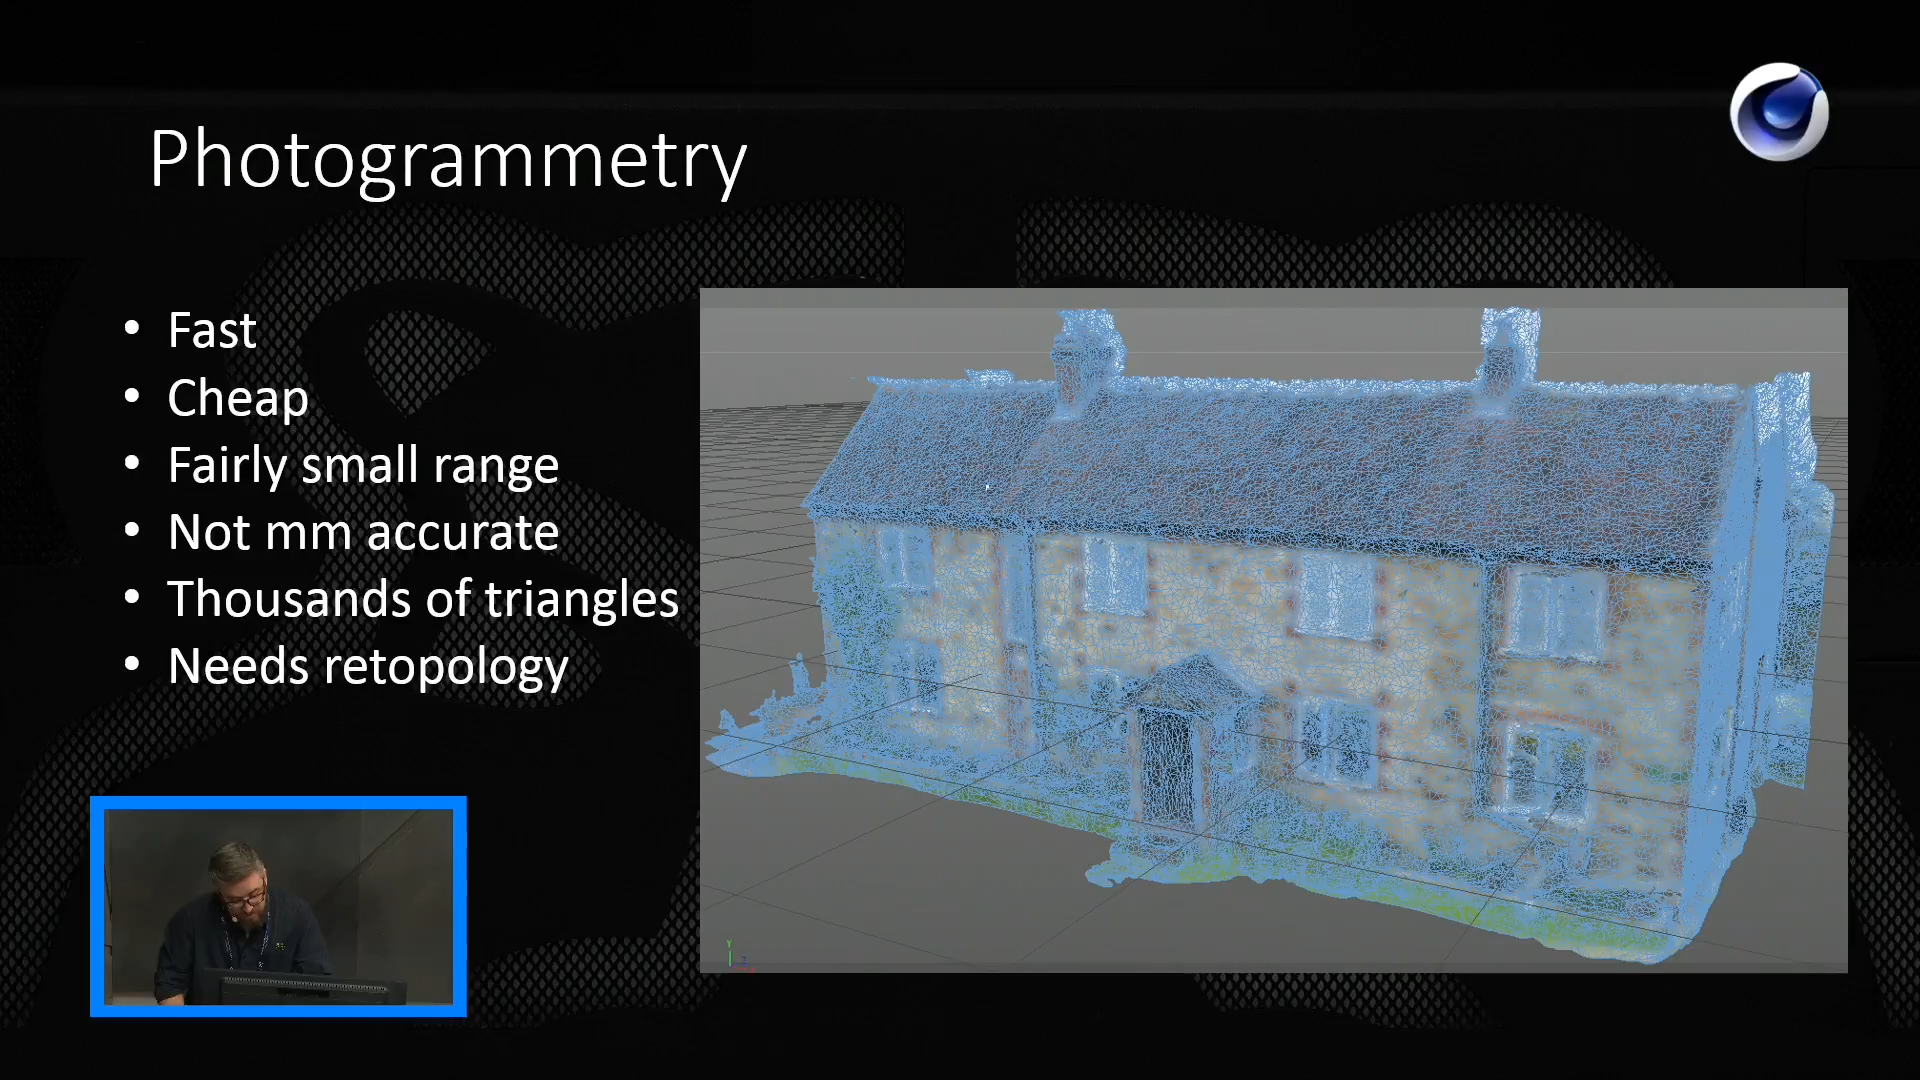 Photogrammetry
• Fast
• Cheap
• Fairly small range
• Not mm accurate
• Thousands of triangles
• Needs retopology
Y
Z